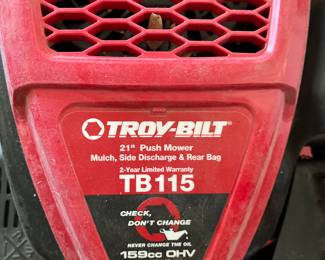 TROY-BILT
21" Push Mower
Mulch, Side Discharge & Rear Bag
2-Year Limited Warranty
TB115
CHECK,
DON'T CHANGE
NEVER CHANGE THE OIL
159cc OHV